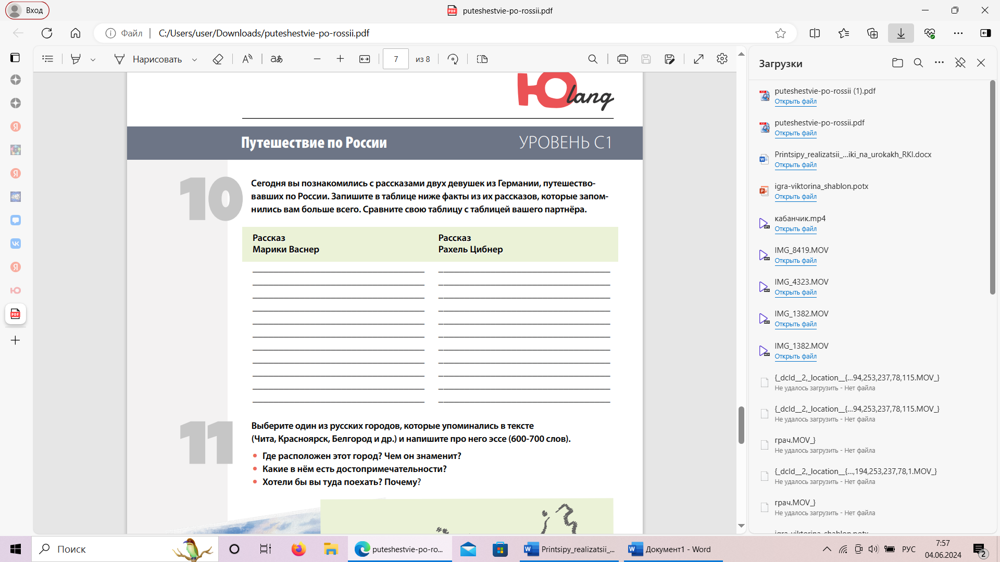 Вход
puteshestvie-po-rossii.pdf
Файл
C:/Users/user/Downloads/puteshestvie-po-rossii.pdf
Нарисовать
7
из 8
Юlang
Путешествие по России
УРОВЕНЬ C1
10
Сегодня вы познакомились с рассказами двух девушек из Германии, путешество-
вавших по России. Запишите в таблице ниже факты из их рассказов, которые запом-
нились вам больше всего. Сравните свою таблицу с таблицей вашего партнёра.
Рассказ
Марики Васнер
Рассказ
Рахель Цибнер
11
Выберите один из русских городов, которые упоминались в тексте
(Чита, Красноярск, Белгород и др.) и напишите про него эссе (600-700 слов).
• Где расположен этот город? Чем он знаменит?
• Какие в нём есть достопримечательности?
• Хотели бы вы туда поехать? Почему?
Загрузки
puteshestvie-po-rossii (1).pdf
Открыть файл
puteshestvie-po-rossii.pdf
Открыть файл
Printsipy_realizatsii_...iki_na_urokakh_RKI.docx
Открыть файл
igra-viktorina_shablon.potx
Открыть файл
кабанчик.mp4
Открыть файл
IMG_8419.MOV
Открыть файл
IMG_4323.MOV
Открыть файл
IMG_1382.MOV
Открыть файл
IMG_1382.MOV
Открыть файл
{_dcId__2,_location__{...94,253,237,78,115.MOV_}
Не удалось загрузить - Нет файла
{_dcId__2,_location__{...94,253,237,78,115.MOV_}
Не удалось загрузить - Нет файла
грач.MOV_}
Не удалось загрузить - Нет файла
{_dcId__2,_location__{...,194,253,237,78,1.MOV_}
Не удалось загрузить - Нет файла
грач.MOV_}
Не удалось загрузить - Нет файла
igra-viktorina_shablon.potx
Поиск
puteshestvie-po-ro...
Printsipy_realizatsii_...
Документ1 - Word
РУС
7:57
04.06.2024
2